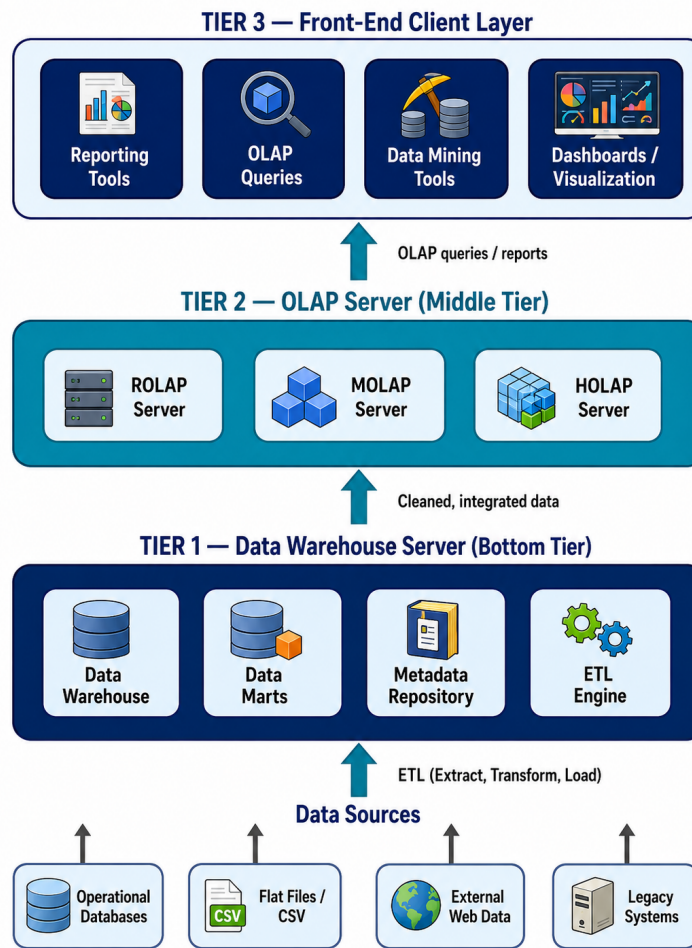 TIER 3 — Front-End Client Layer
Reporting
Tools
OLAP
Queries
Data Mining
Tools
Dashboards /
Visualization
OLAP queries / reports
TIER 2 — OLAP Server (Middle Tier)
ROLAP
Server
MOLAP
Server
HOLAP
Server
Cleaned, integrated data
TIER 1 — Data Warehouse Server (Bottom Tier)
Data
Warehouse
Data
Marts
Metadata
Repository
ETL
Engine
ETL (Extract, Transform, Load)
Data Sources
Operational
Databases
CSV
Flat Files /
CSV
External
Web Data
Legacy
Systems